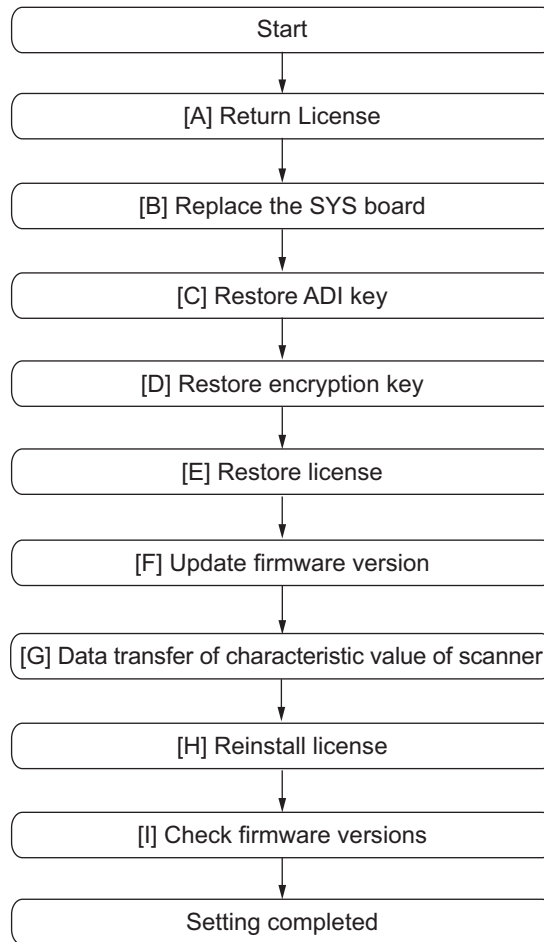 Start
[A] Return License
[B] Replace the SYS board
[C] Restore ADI key
[D] Restore encryption key
[E] Restore license
[F] Update firmware version
[G] Data transfer of characteristic value of scanner
[H] Reinstall license
[I] Check firmware versions
Setting completed